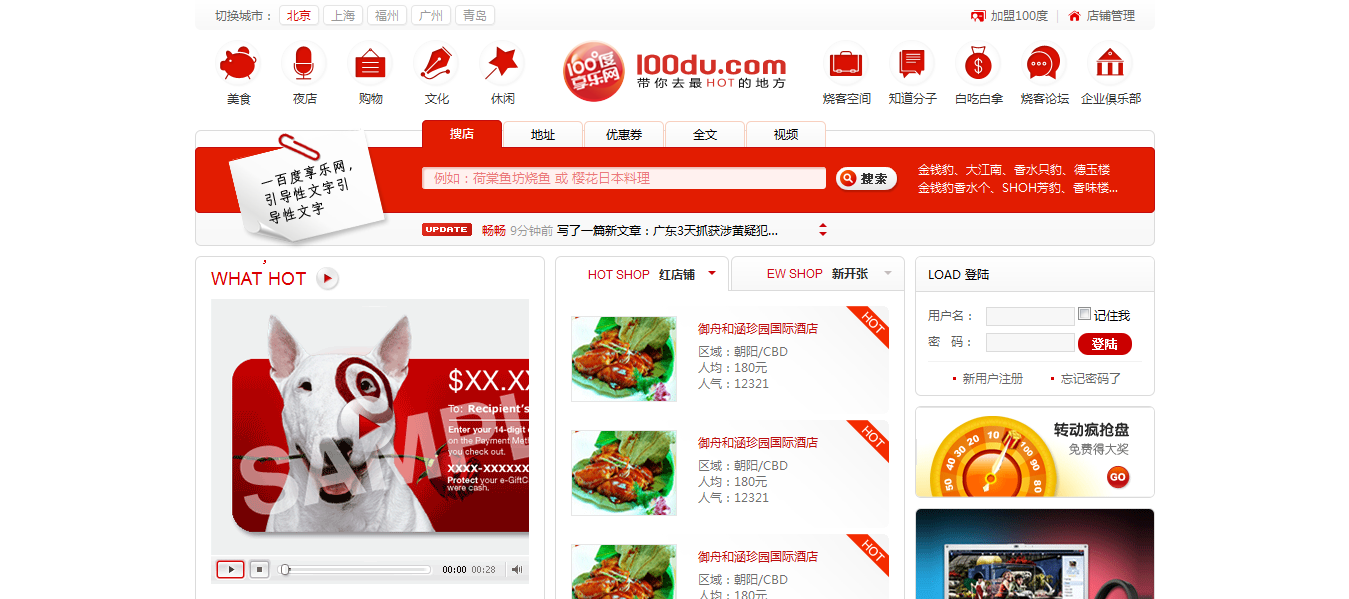 切换城市： 北京 上海 福州 广州 青岛
加盟100度 店铺管理
美食 夜店 购物 文化 休闲
100°度
享乐网
100du.com
带你去最HOT的地方
烧客空间 知道分子 白吃白拿 烧客论坛 企业俱乐部
搜店 地址 优惠券 全文 视频
一百度享乐网，
引导性文字引
导性文字
例如：荷棠鱼坊烧鱼 或 樱花日本料理
搜索
金钱豹、大江南、香水只豹、德玉楼
金钱豹香水个、SHOH芳豹、香味楼...
UPDATE 畅畅 9分钟前 写了一篇新文章：广东3天抓获涉黄疑犯...
WHAT' HOT
$XX.XX
To: Recipient's
Enter your 14-digit
on the Payment Met
you check out.
XXXX-XXXXXX
Protect your e-GiftC
were cash.
SAMPL
00:00 00:28
HOT SHOP 红店铺
EW SHOP 新开张
HOT
御舟和涵珍园国际酒店
区域：朝阳/CBD
人均：180元
人气：12321
HOT
御舟和涵珍园国际酒店
区域：朝阳/CBD
人均：180元
人气：12321
HOT
御舟和涵珍园国际酒店
区域：朝阳/CBD
人均：180元
LOAD 登陆
用户名： 记住我
密 码： 登陆
新用户注册 忘记密码了
转动疯抢盘
免费得大奖
GO
50 40 30 20 10 100 90 80